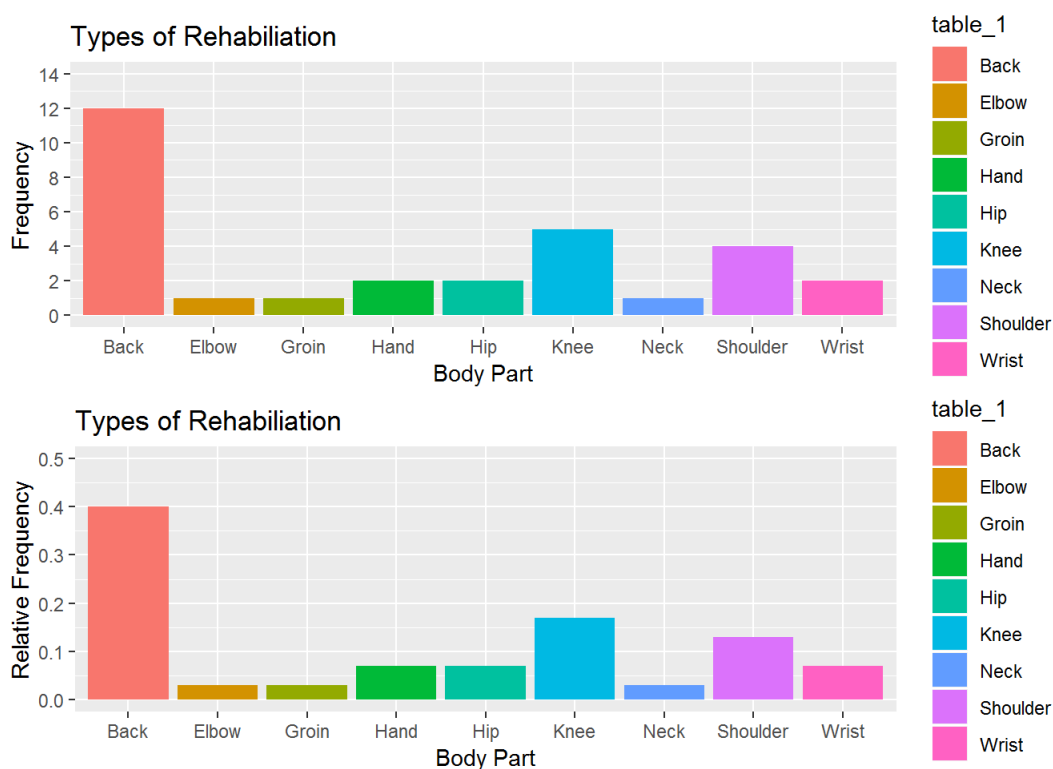 Types of Rehabiliation
Frequency
14
12
10
8
6
4
2
0
Back Elbow Groin Hand Hip Knee Neck Shoulder Wrist
Body Part
table_1
Back
Elbow
Groin
Hand
Hip
Knee
Neck
Shoulder
Wrist
Types of Rehabiliation
Relative Frequency
0.5
0.4
0.3
0.2
0.1
0.0
Back Elbow Groin Hand Hip Knee Neck Shoulder Wrist
Body Part
table_1
Back
Elbow
Groin
Hand
Hip
Knee
Neck
Shoulder
Wrist